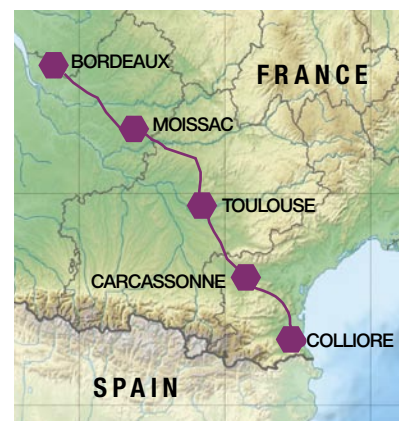 BORDEAUX
FRANCE
MOISSAC
TOULOUSE
CARCASSONNE
COLLIORE
SPAIN